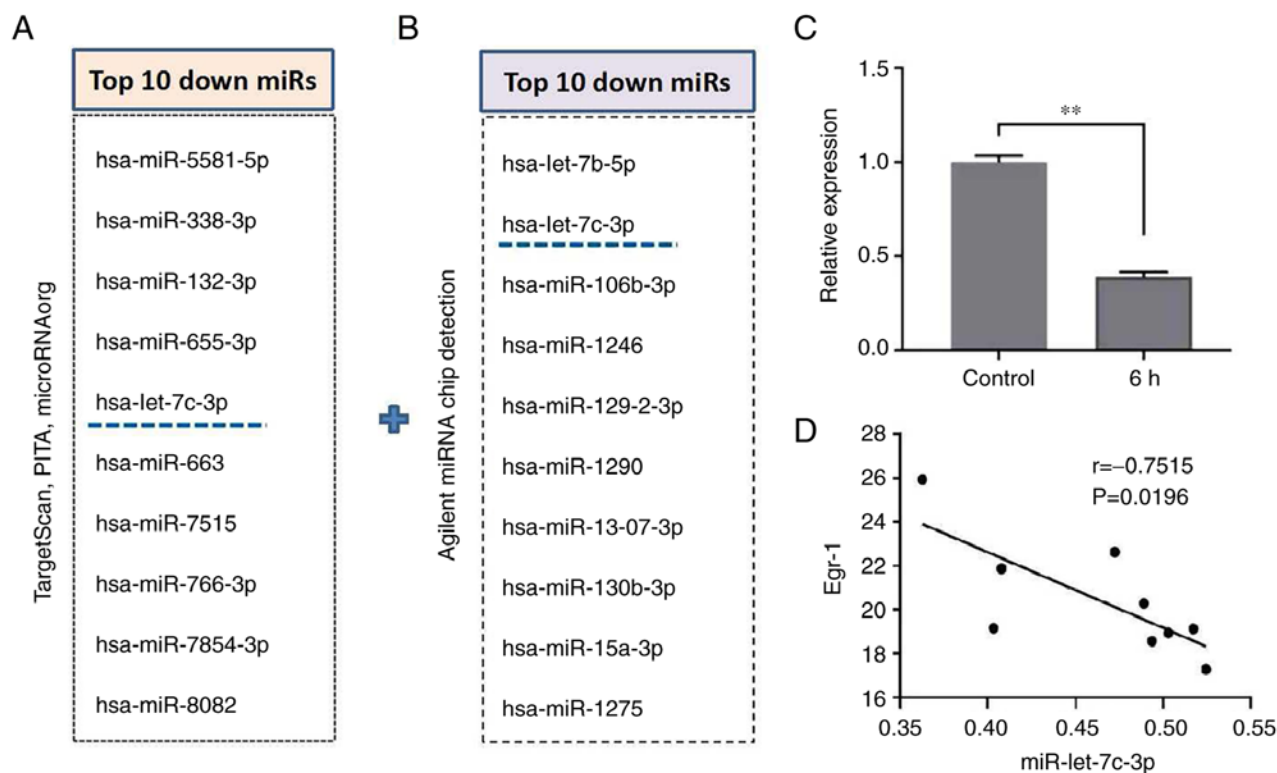 A
Top 10 down miRs
TargetScan, PITA, microRNAorg
hsa-miR-5581-5p
hsa-miR-338-3p
hsa-miR-132-3p
hsa-miR-655-3p
hsa-let-7c-3p
hsa-miR-663
hsa-miR-7515
hsa-miR-766-3p
hsa-miR-7854-3p
hsa-miR-8082
B
Top 10 down miRs
Agilent miRNA chip detection
hsa-let-7b-5p
hsa-let-7c-3p
hsa-miR-106b-3p
hsa-miR-1246
hsa-miR-129-2-3p
hsa-miR-1290
hsa-miR-13-07-3p
hsa-miR-130b-3p
hsa-miR-15a-3p
hsa-miR-1275
C
Relative expression
1.5
1.0
0.5
0.0
**
Control
6 h
D
Egr-1
28
26
24
22
20
18
16
r=−0.7515
P=0.0196
0.35
0.40
0.45
0.50
0.55
miR-let-7c-3p